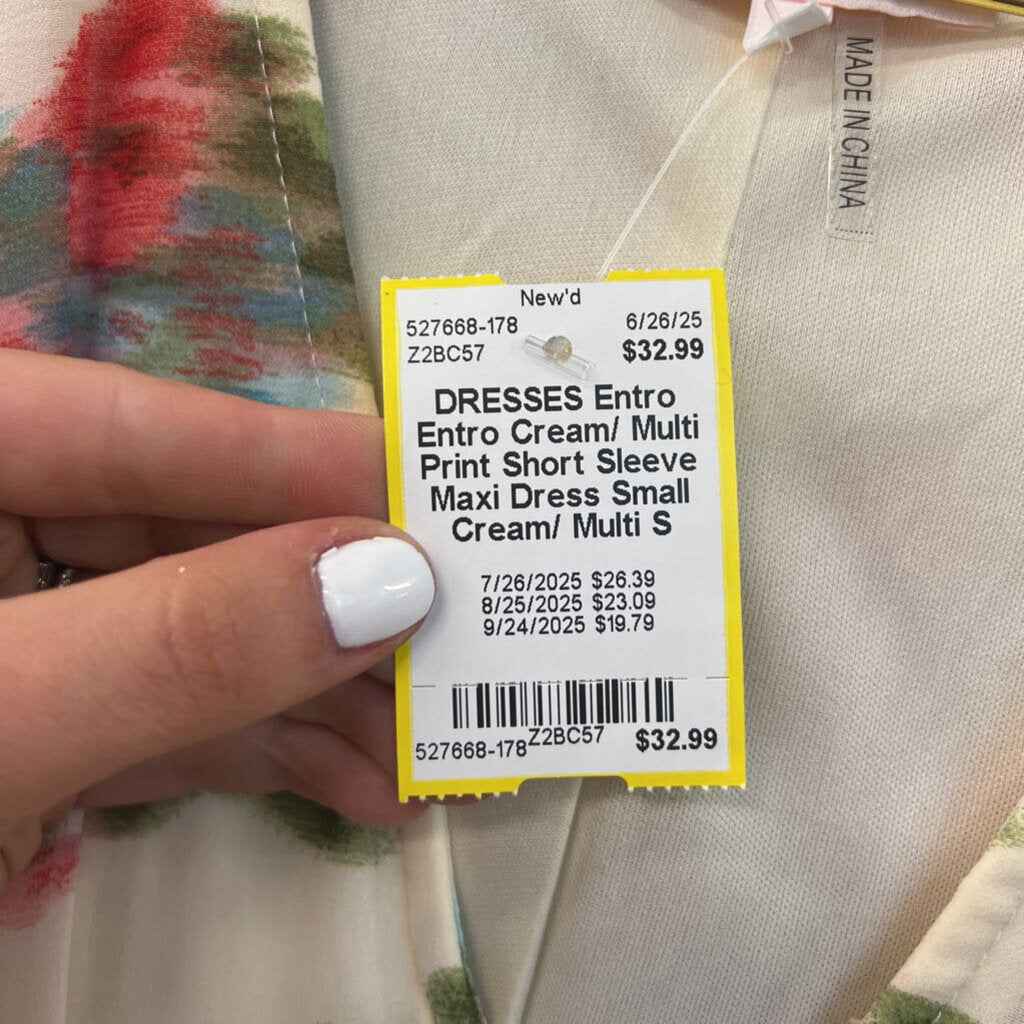 MADE IN CHINA
New'd
527668-178 6/26/25
Z2BC57 $32.99
DRESSES Entro
Entro Cream/ Multi
Print Short Sleeve
Maxi Dress Small
Cream/ Multi S
7/26/2025 $26.39
8/25/2025 $23.09
9/24/2025 $19.79
527668-178 Z2BC57 $32.99